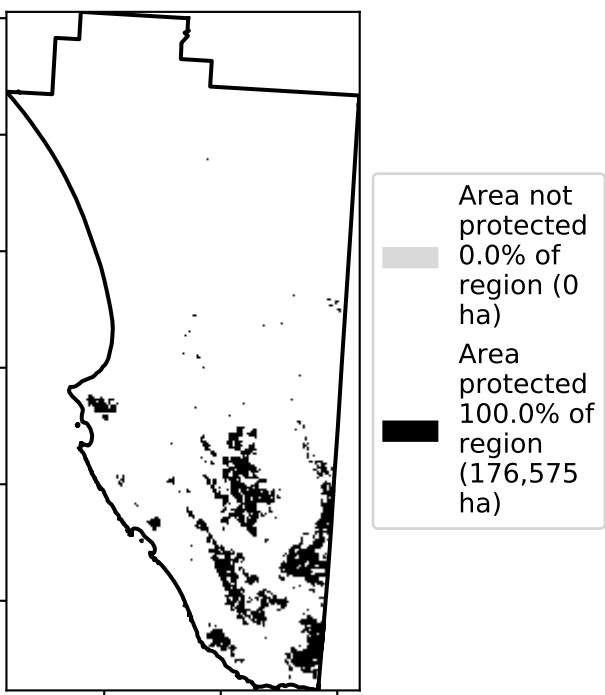 Area not
protected
0.0% of
region (0
ha)
Area
protected
100.0% of
region
(176,575
ha)